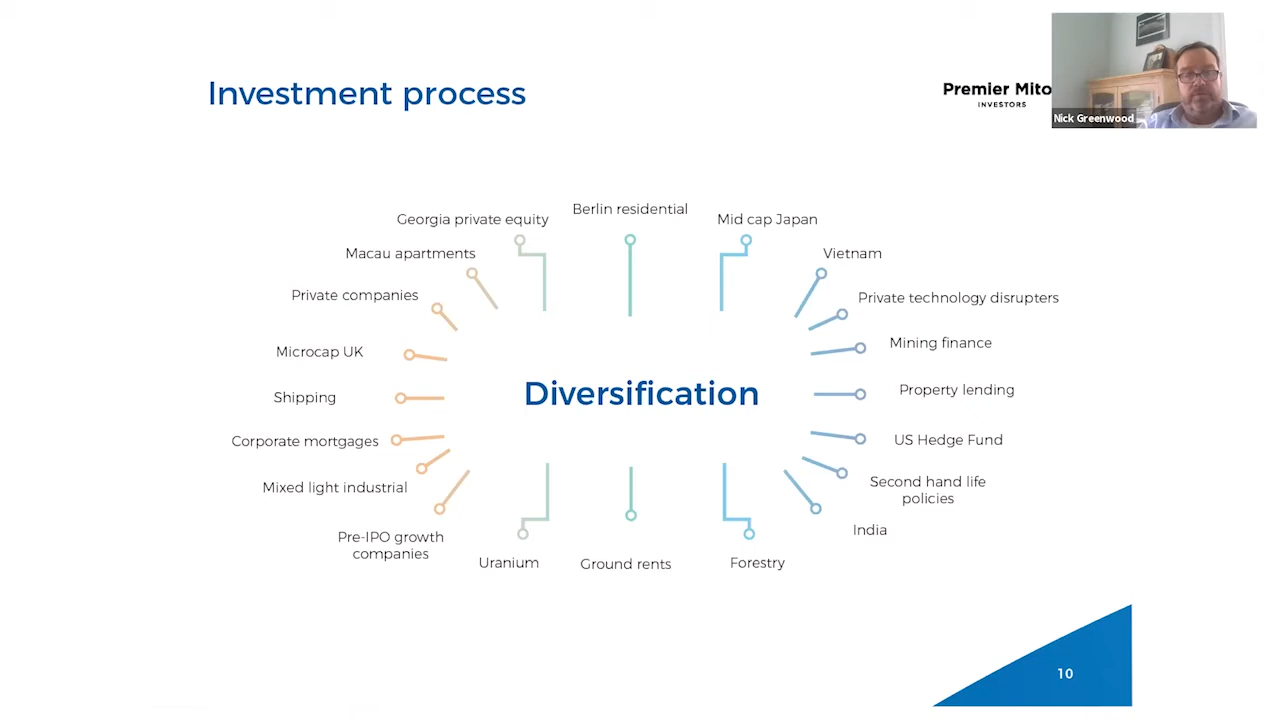 Investment process
Premier Mito
INVESTORS
Nick Greenwood
Berlin residential
Georgia private equity
Mid cap Japan
Macau apartments
Vietnam
Private companies
Private technology disrupters
Mining finance
Microcap UK
Property lending
Diversification
Shipping
Corporate mortgages
US Hedge Fund
Mixed light industrial
Second hand life
policies
India
Pre-IPO growth
companies
Uranium
Ground rents
Forestry
10